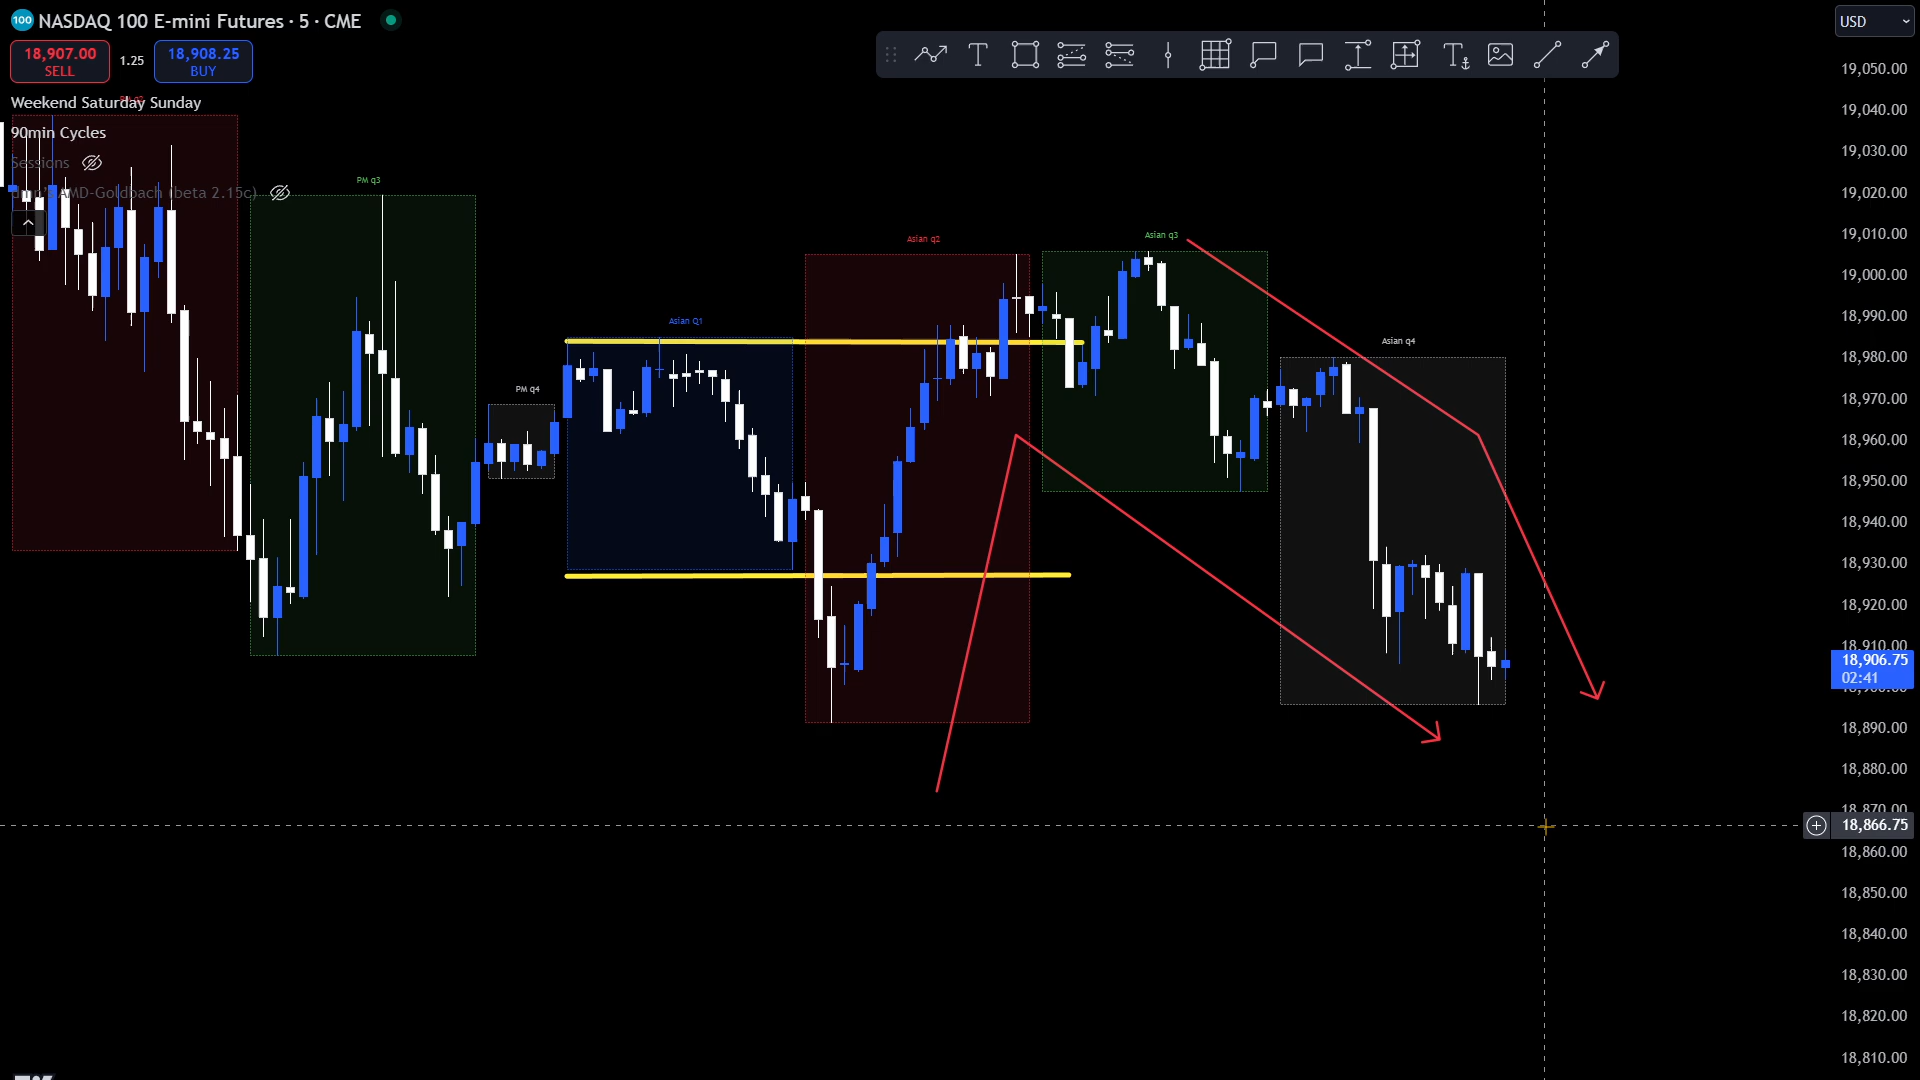 100 NASDAQ 100 E-mini Futures · 5 · CME
USD
18,907.00
SELL
1.25
18,908.25
BUY
Weekend Saturday Sunday
90min Cycles
Sessions
AMD-Goldbach (beta 2.15c)
PM q3
PM q4
Asian Q1
Asian q2
Asian q3
Asian q4
19,050.00
19,040.00
19,030.00
19,020.00
19,010.00
19,000.00
18,990.00
18,980.00
18,970.00
18,960.00
18,950.00
18,940.00
18,930.00
18,920.00
18,910.00
18,906.75
02:41
18,890.00
18,880.00
18,870.00
18,866.75
18,860.00
18,850.00
18,840.00
18,830.00
18,820.00
18,810.00